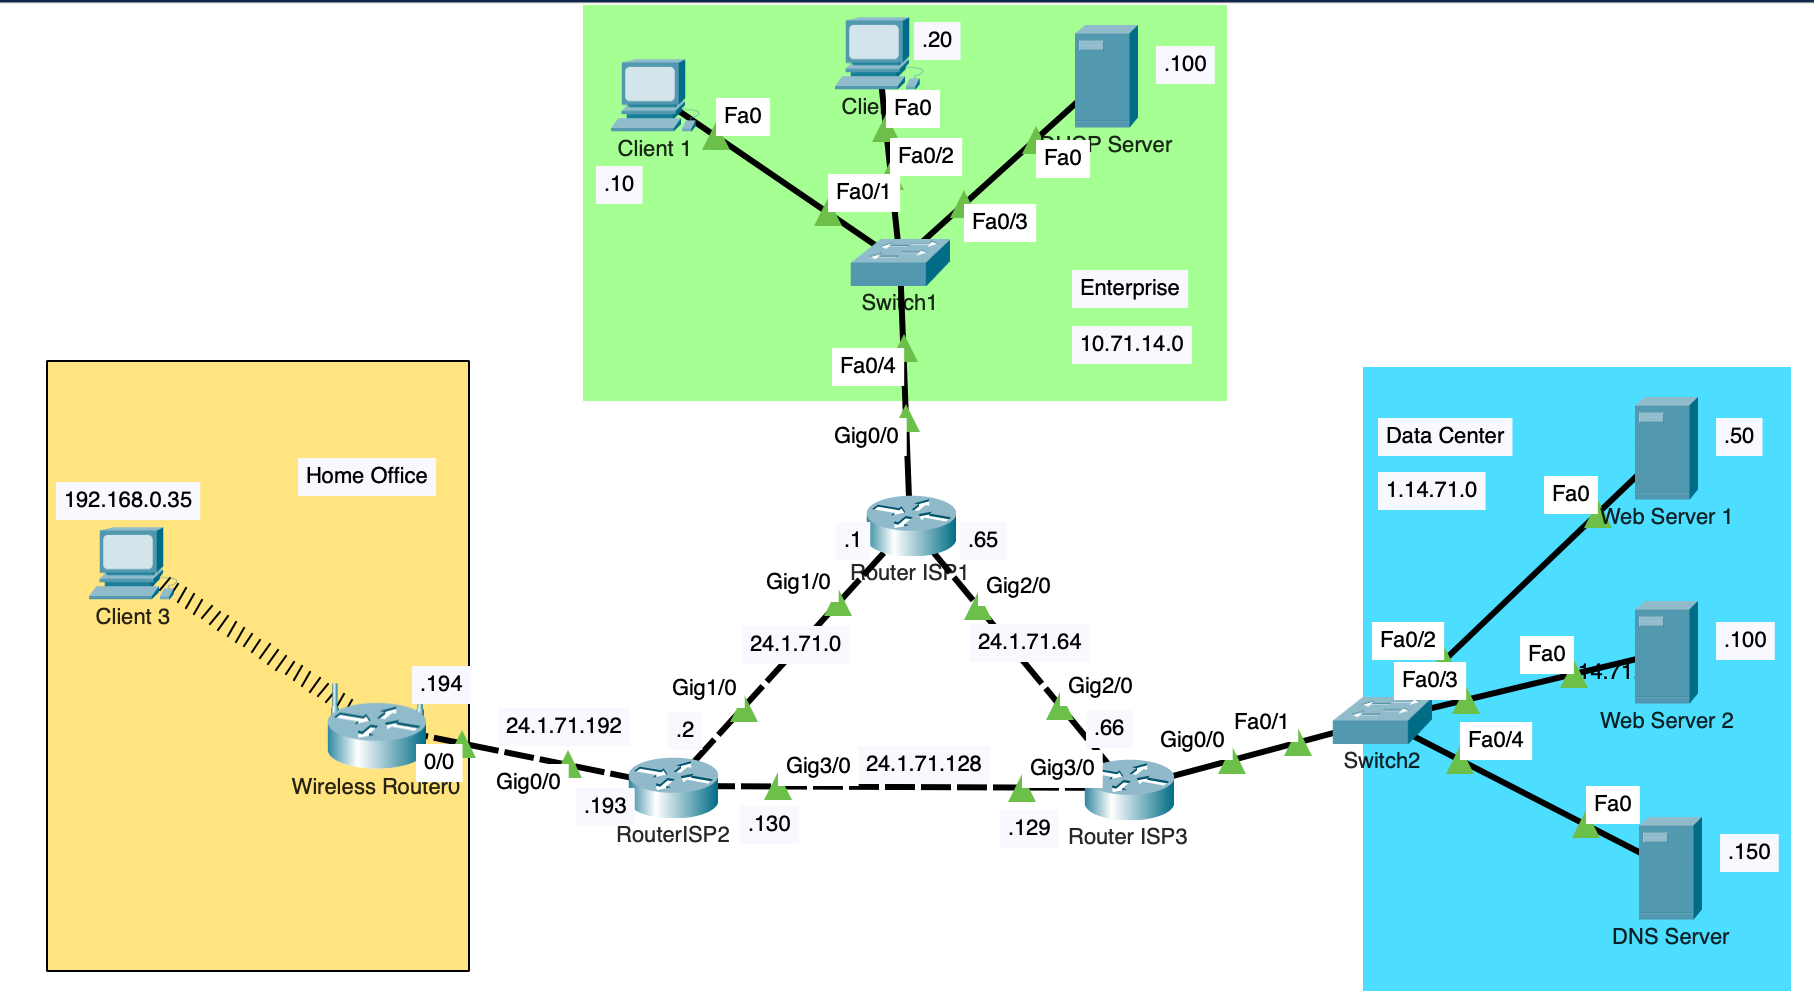 .20
.100
Fa0
Clie
Fa0
Client 1
P Server
Fa0/2
Fa0
.10
Fa0/1
Fa0/3
Enterprise
Switch1
10.71.14.0
Fa0/4
Gig0/0
Data Center
.50
Home Office
1.14.71.0
Fa0
192.168.0.35
Web Server 1
.1
.65
Router ISP1
Gig1/0
Gig2/0
Client 3
24.1.71.0
24.1.71.64
Fa0/2
Fa0
.100
14.71.
.194
Gig1/0
Gig2/0
Fa0/3
24.1.71.192
.2
.66
Fa0/1
Web Server 2
0/0
Gig0/0
Fa0/4
Wireless Router0
Gig0/0
Gig3/0
24.1.71.128
Gig3/0
Switch2
.193
.130
.129
Fa0
RouterISP2
Router ISP3
.150
DNS Server